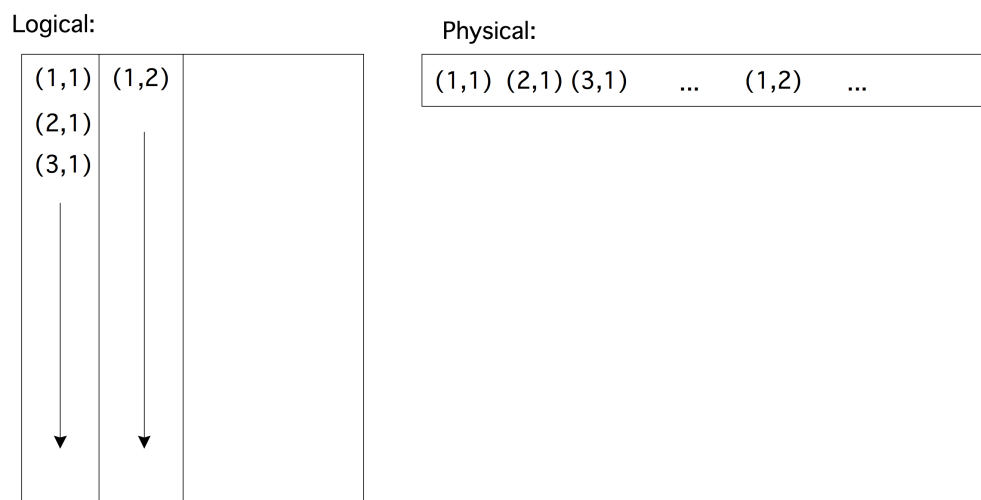 Logical:
(1,1) (1,2)
(2,1)
(3,1)
Physical:
(1,1) (2,1) (3,1) ... (1,2) ...